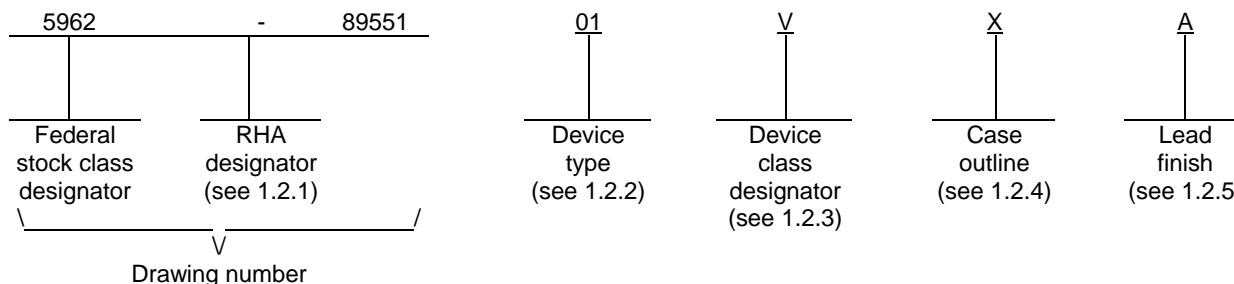 5962 - 89551 01 V X A
Federal stock class designator
RHA designator (see 1.2.1)
Device type (see 1.2.2)
Device class designator (see 1.2.3)
Case outline (see 1.2.4)
Lead finish (see 1.2.5
\ / \/
Drawing number